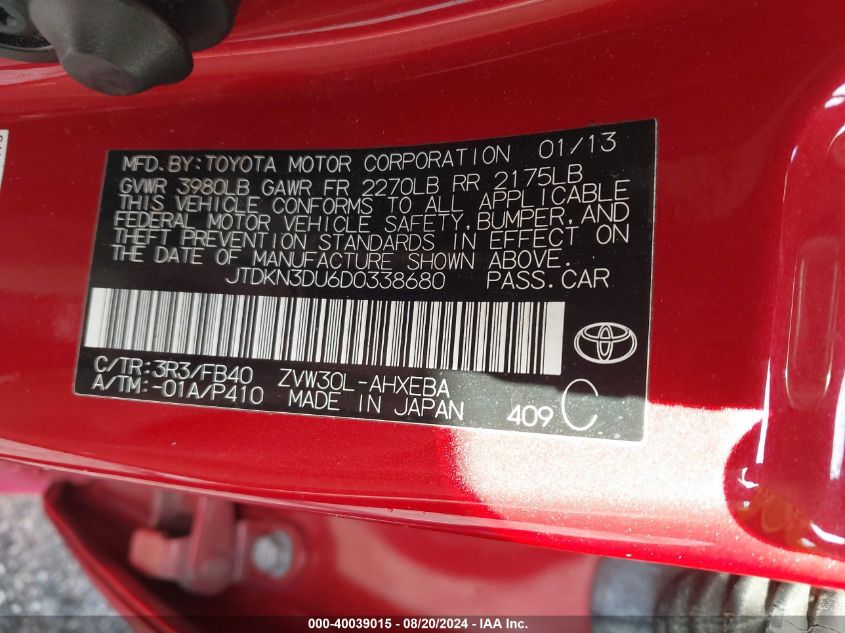 MFD.BY:TOYOTA MOTOR CORPORATION 01/13
GVWR 3980LB GAWR FR 2270LB RR 2175LB
THIS VEHICLE CONFORMS TO ALL APPLICABLE
FEDERAL MOTOR VEHICLE SAFETY,BUMPER,AND
THEFT PREVENTION STANDARDS IN EFFECT ON
THE DATE OF MANUFACTURE SHOWN ABOVE.
JTDKN3DU6D0338680 PASS.CAR
C/TR:3R3/FB40 ZVW30L-AHXEBA
A/TM:-01A/P410 MADE IN JAPAN 409 C
000-40039015 - 08/20/2024 - IAA Inc.